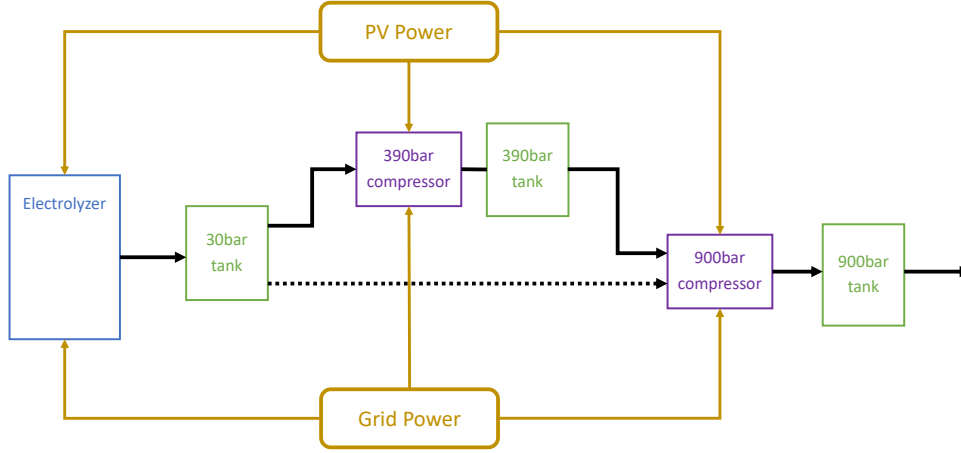 PV Power
390bar
compressor
390bar
tank
Electrolyzer
30bar
tank
900bar
compressor
900bar
tank
Grid Power